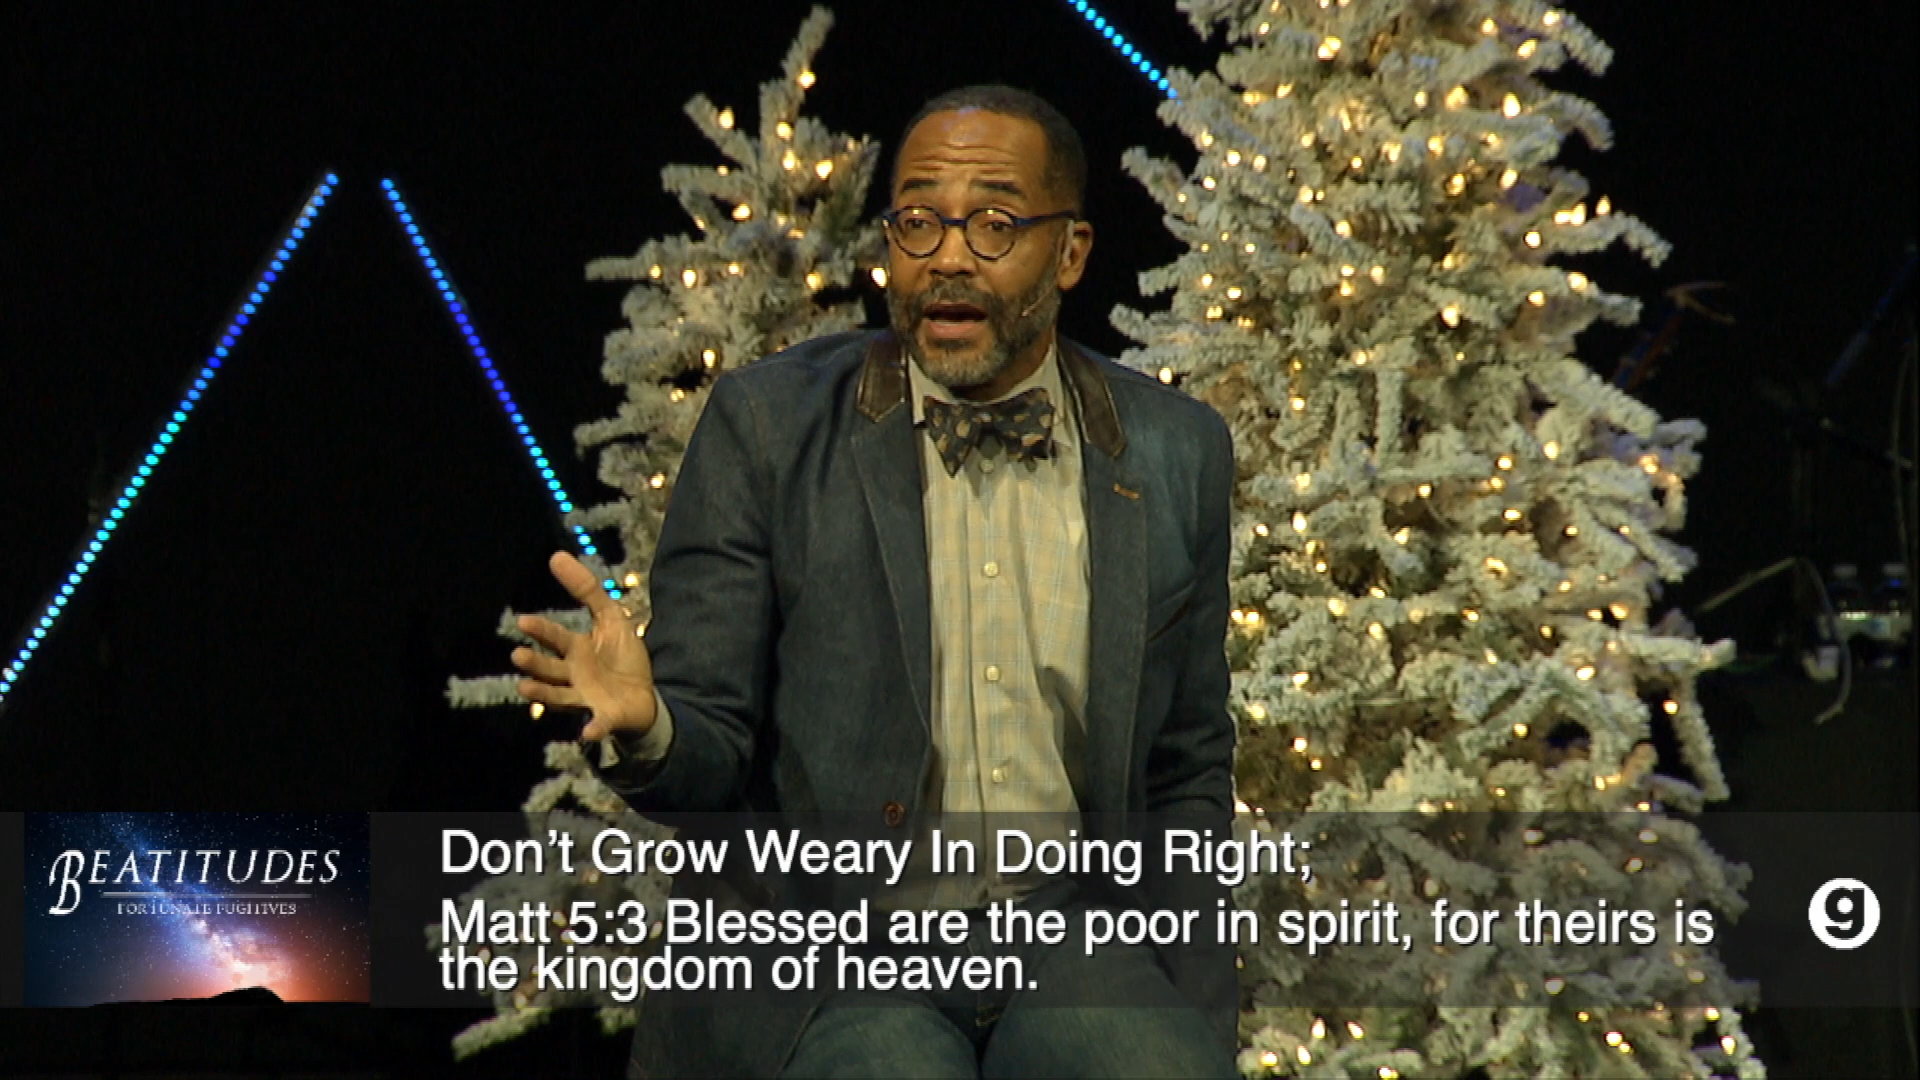 Don't Grow Weary In Doing Right;
Matt 5:3 Blessed are the poor in spirit, for theirs is
the kingdom of heaven.
BEATITUDES
FORTUNATE FUGITIVES
g